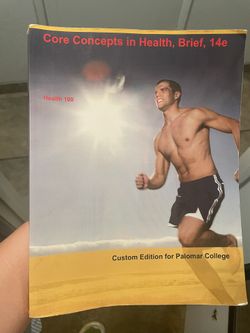 Core Concepts in Health, Brief, 14e
Health 100
Custom Edition for Palomar College